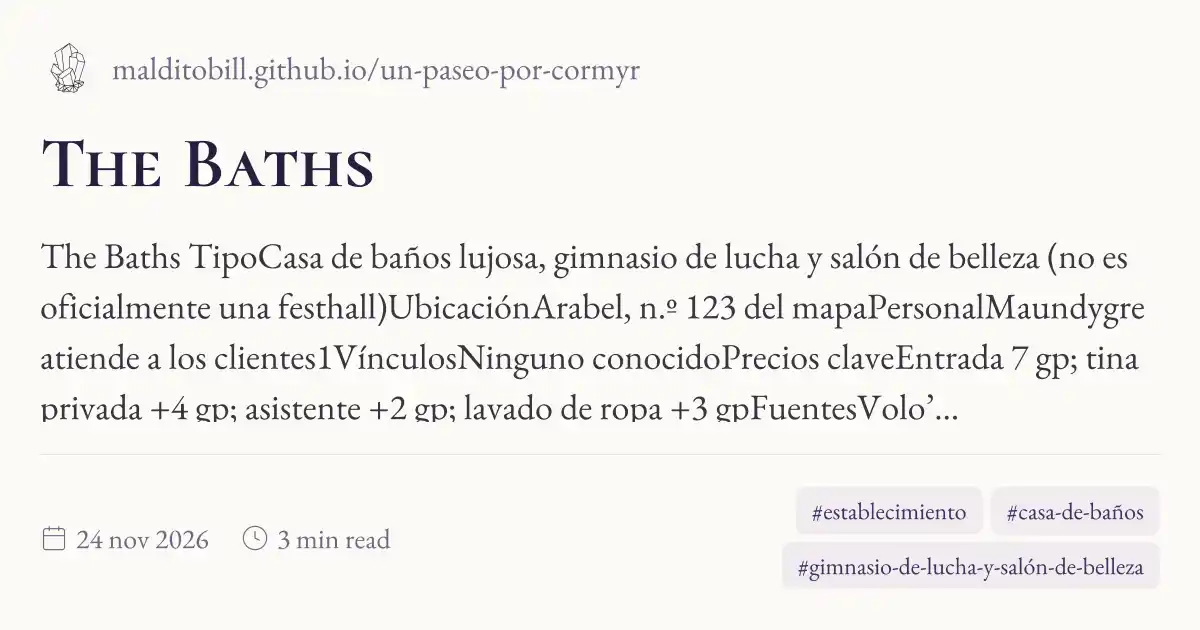 malditobill.github.io/un-paseo-por-cormyr
The Baths
The Baths TipoCasa de baños lujosa, gimnasio de lucha y salón de belleza (no es
oficialmente una festhall)UbicaciónArabel, n.º 123 del mapaPersonalMaundygre
atiende a los clientes1VínculosNinguno conocidoPrecios claveEntrada 7 gp; tina
privada +4 gp; asistente +2 gp; lavado de ropa +3 gpFuentesVolo’...
24 nov 2026
3 min read
#establecimiento
#casa-de-baños
#gimnasio-de-lucha-y-salón-de-belleza